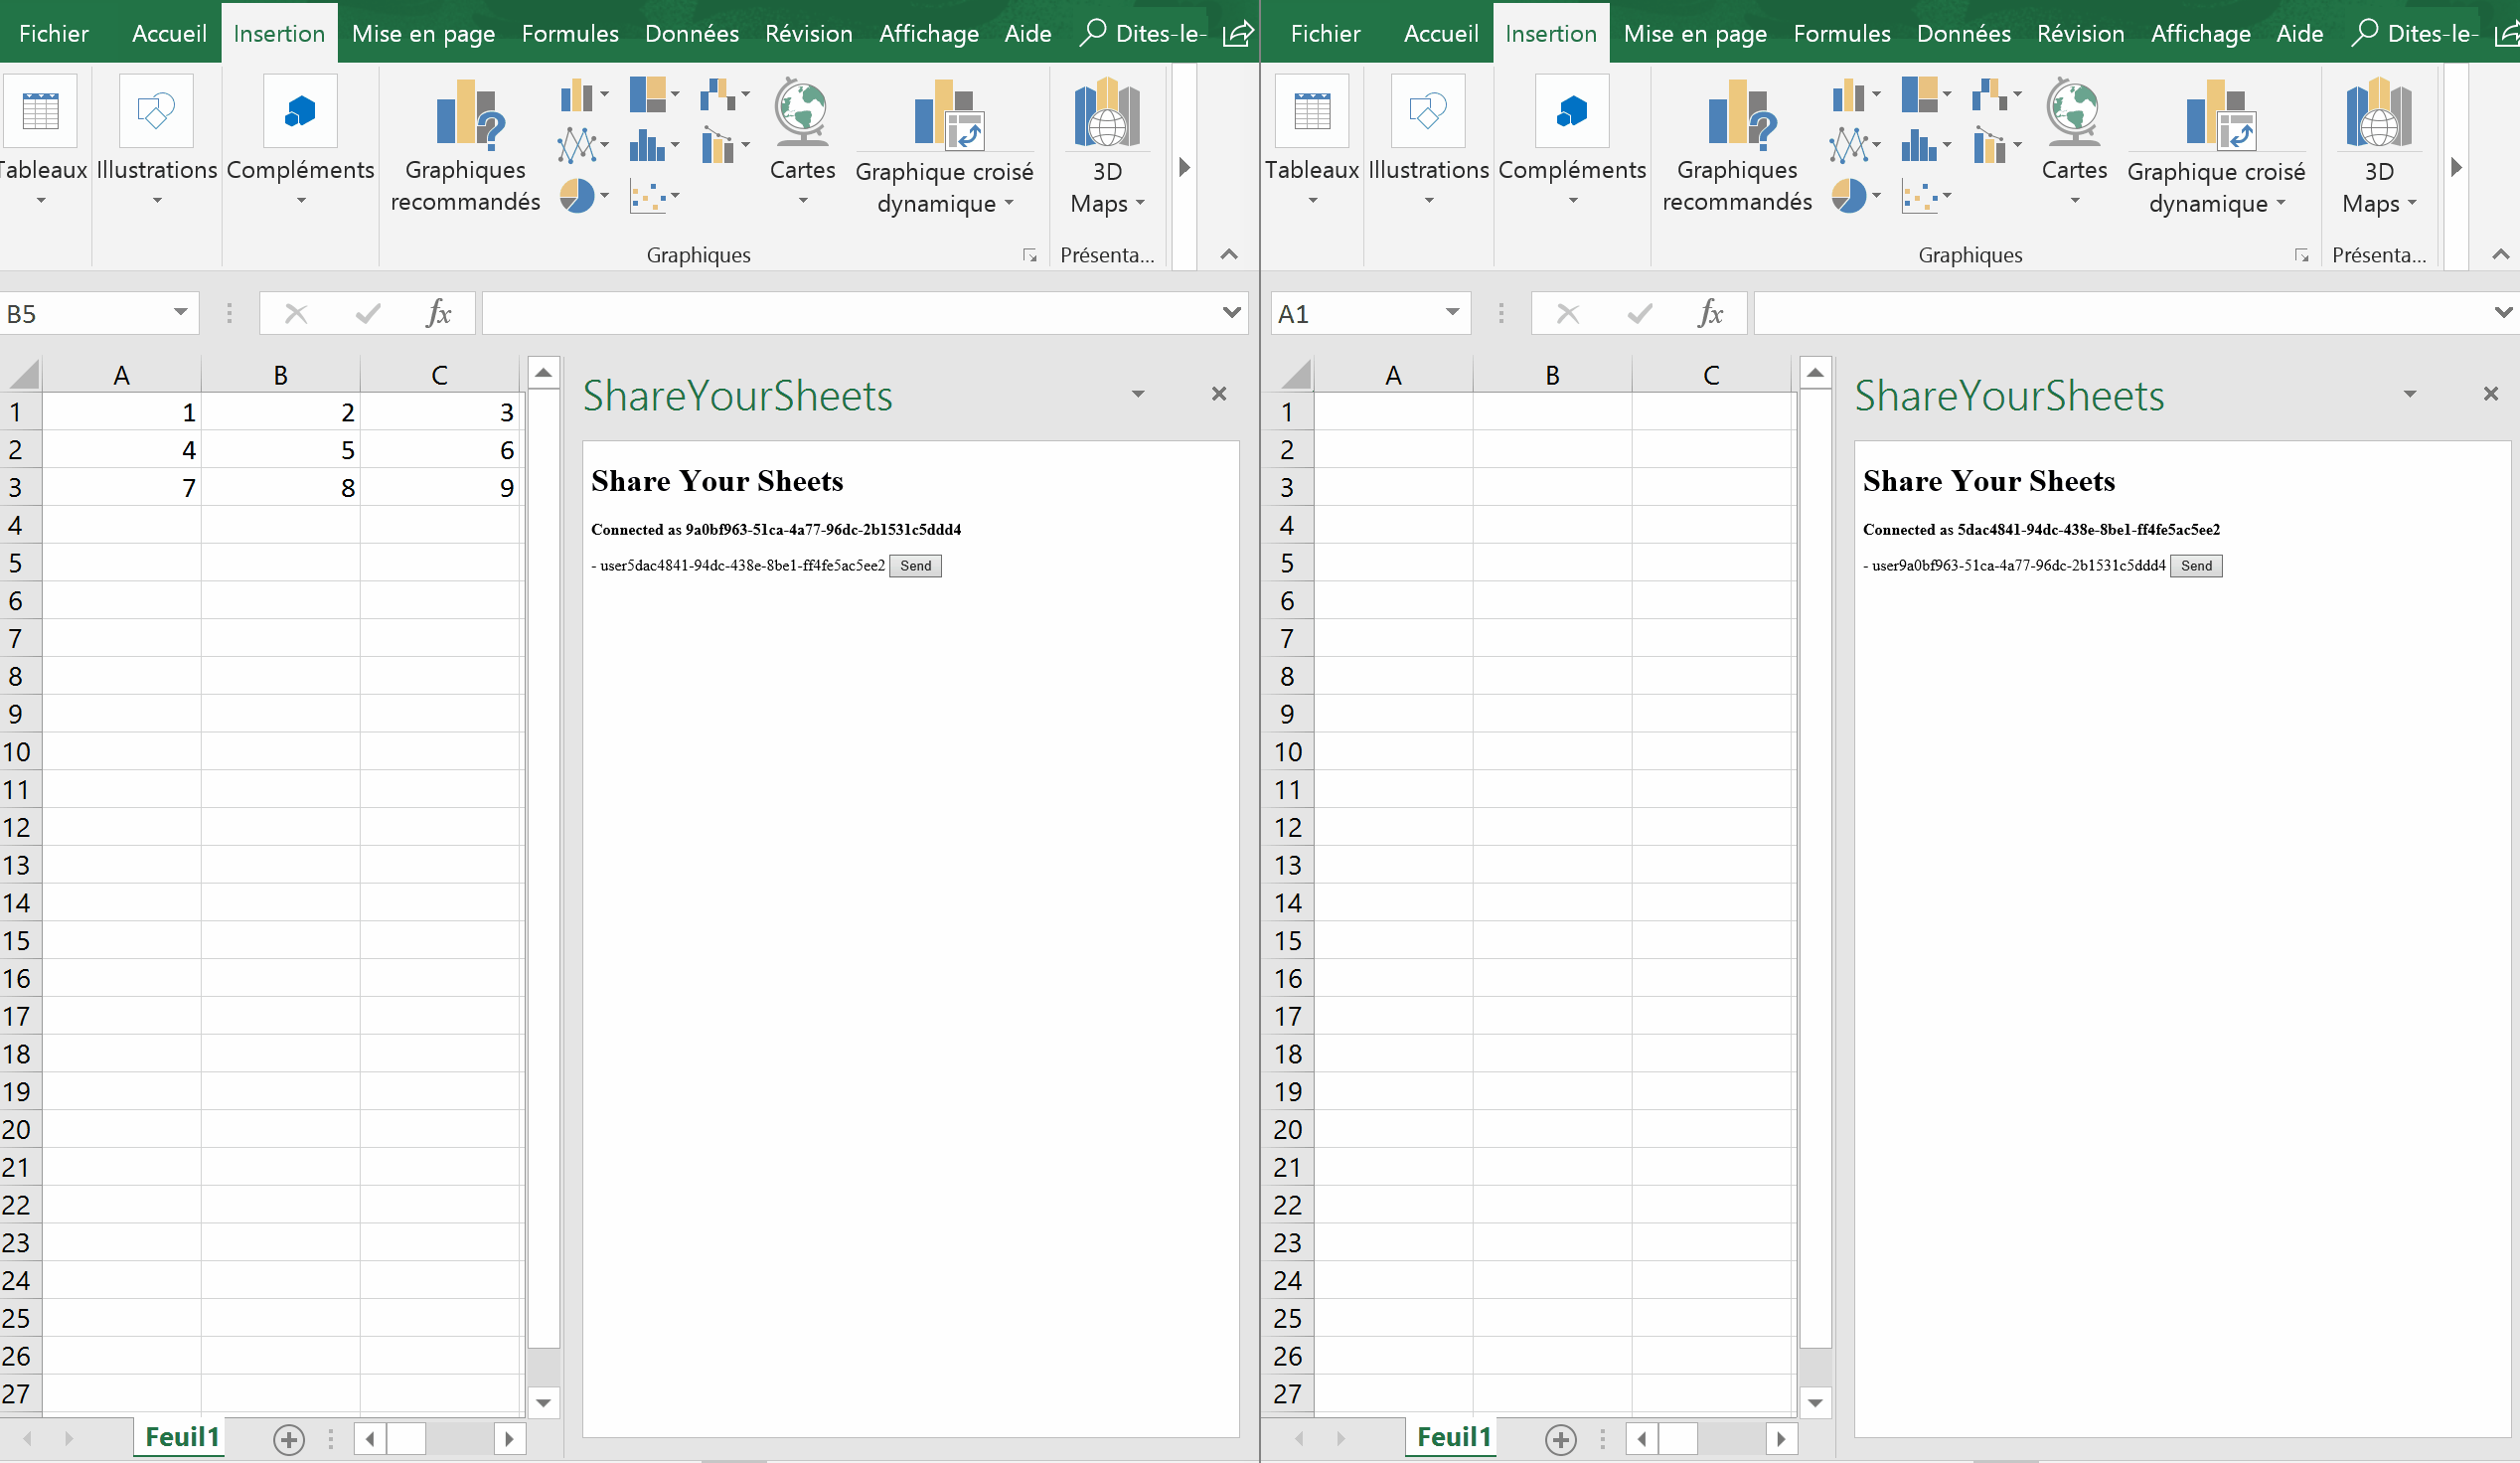 Fichier Accueil Insertion Mise en page Formules Données Révision Affichage Aide Dites-le-
Tableaux Illustrations Compléments Graphiques recommandés Cartes Graphique croisé dynamique 3D Maps
Graphiques Présenta...
B5 fx
A B C
1 1 2 3
2 4 5 6
3 7 8 9
4
5
6
7
8
9
10
11
12
13
14
15
16
17
18
19
20
21
22
23
24
25
26
27
Feuil1
ShareYourSheets
Share Your Sheets
Connected as 9a0bf963-51ca-4a77-96dc-2b1531c5ddd4
- user5dac4841-94dc-438e-8be1-ff4fe5ac5ee2 Send
Fichier Accueil Insertion Mise en page Formules Données Révision Affichage Aide Dites-le-
Tableaux Illustrations Compléments Graphiques recommandés Cartes Graphique croisé dynamique 3D Maps
Graphiques Présenta...
A1 fx
A B C
1
2
3
4
5
6
7
8
9
10
11
12
13
14
15
16
17
18
19
20
21
22
23
24
25
26
27
Feuil1
ShareYourSheets
Share Your Sheets
Connected as 5dac4841-94dc-438e-8be1-ff4fe5ac5ee2
- user9a0bf963-51ca-4a77-96dc-2b1531c5ddd4 Send